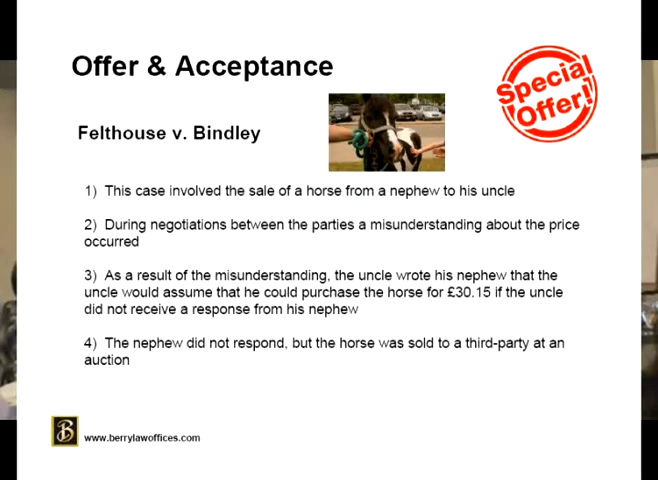 Offer & Acceptance
Special
Offer!
Felthouse v. Bindley
1) This case involved the sale of a horse from a nephew to his uncle
2) During negotiations between the parties a misunderstanding about the price
occurred
3) As a result of the misunderstanding, the uncle wrote his nephew that the
uncle would assume that he could purchase the horse for £30.15 if the uncle
did not receive a response from his nephew
4) The nephew did not respond, but the horse was sold to a third-party at an
auction
B
www.berrylawoffices.com